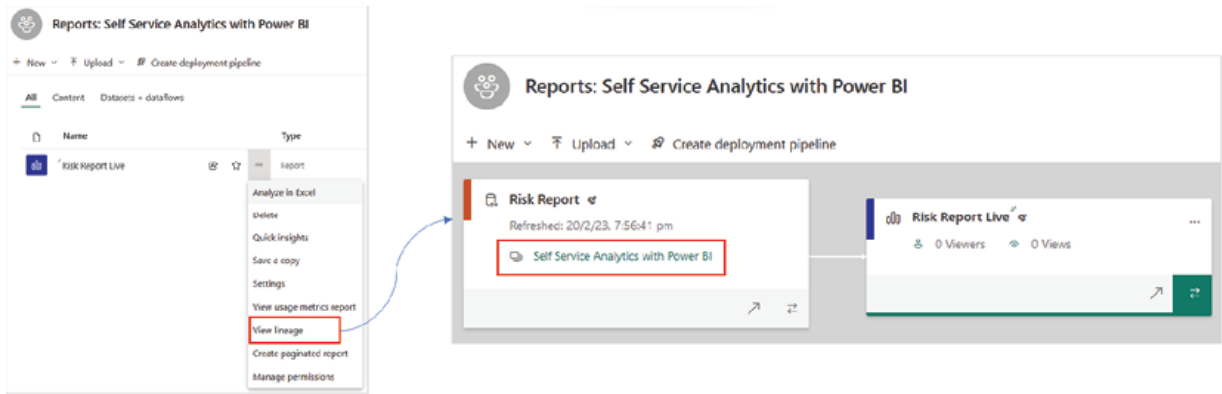 Reports: Self Service Analytics with Power BI
+ New Upload Create deployment pipeline
All Content Datasets + dataflows
Name Type
Risk Report Live ... Report
Analyze in Excel
Delete
Quick insights
Save a copy
Settings
View usage metrics report
View lineage
Create paginated report
Manage permissions
Reports: Self Service Analytics with Power BI
+ New Upload Create deployment pipeline
Risk Report
Refreshed: 20/2/23, 7:56:41 pm
Self Service Analytics with Power BI
Risk Report Live ...
0 Viewers 0 Views